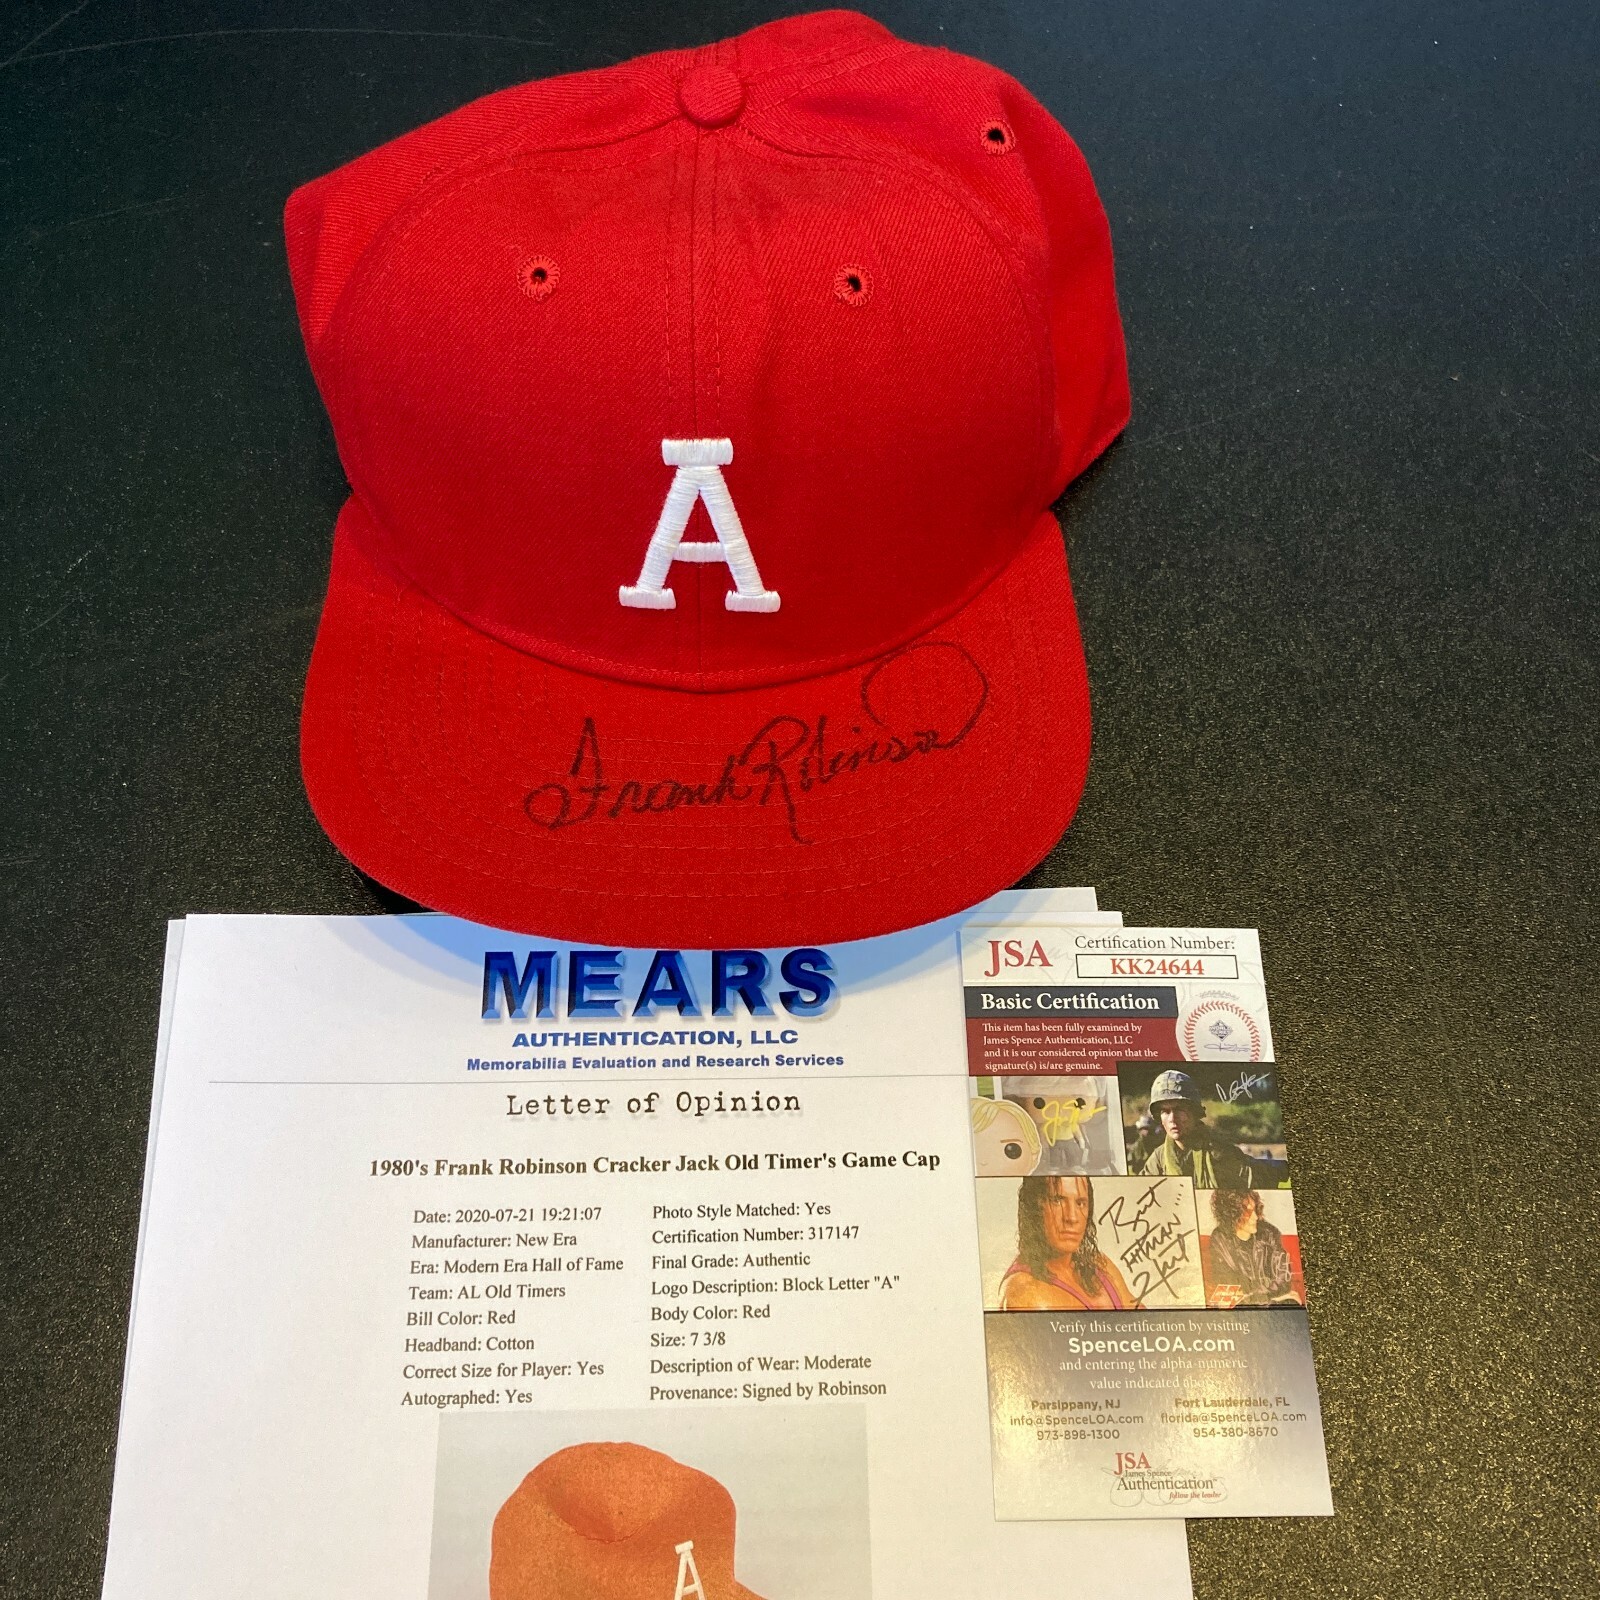 A
Frank Robinson
MEARS
AUTHENTICATION, LLC
Memorabilia Evaluation and Research Services
Letter of Opinion
1980's Frank Robinson Cracker Jack Old Timer's Game Cap
Date: 2020-07-21 19:21:07
Manufacturer: New Era
Era: Modern Era Hall of Fame
Team: AL Old Timers
Bill Color: Red
Headband: Cotton
Correct Size for Player: Yes
Autographed: Yes
Photo Style Matched: Yes
Certification Number: 317147
Final Grade: Authentic
Logo Description: Block Letter "A"
Body Color: Red
Size: 7 3/8
Description of Wear: Moderate
Provenance: Signed by Robinson
A
JSA
Certification Number:
KK24644
Basic Certification
This item has been fully examined by
James Spence Authentication, LLC
and it is our considered opinion that the
signature(s) is/are genuine.
Bret
HITMAN
Hart
Verify this certification by visiting
SpenceLOA.com
and entering the alpha-numeric
value indicated above.
Parsippany, NJ
info@SpenceLOA.com
973-898-1300
Fort Lauderdale, FL
florida@SpenceLOA.com
954-380-8670
JSA
James Spence
Authentication
follow the leader